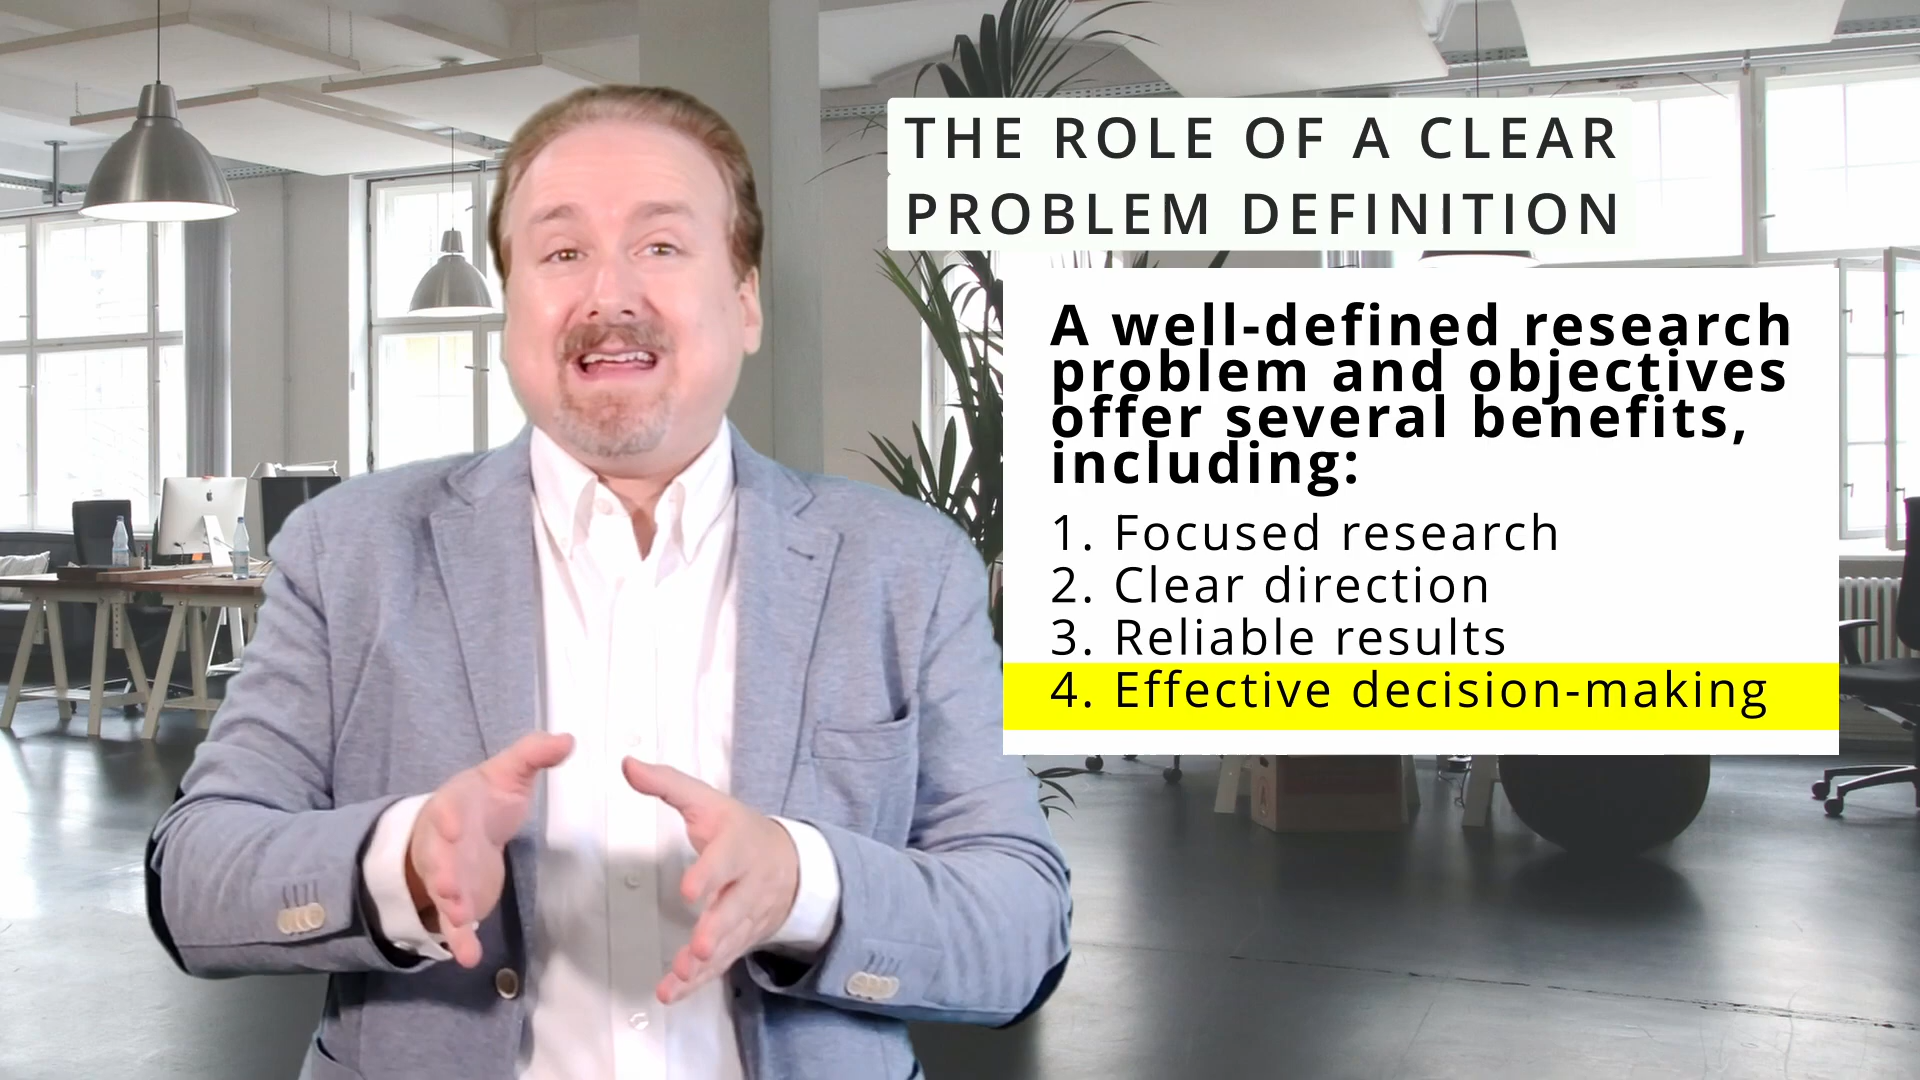 THE ROLE OF A CLEAR
PROBLEM DEFINITION
A well-defined research
problem and objectives
offer several benefits,
including:
1. Focused research
2. Clear direction
3. Reliable results
4. Effective decision-making